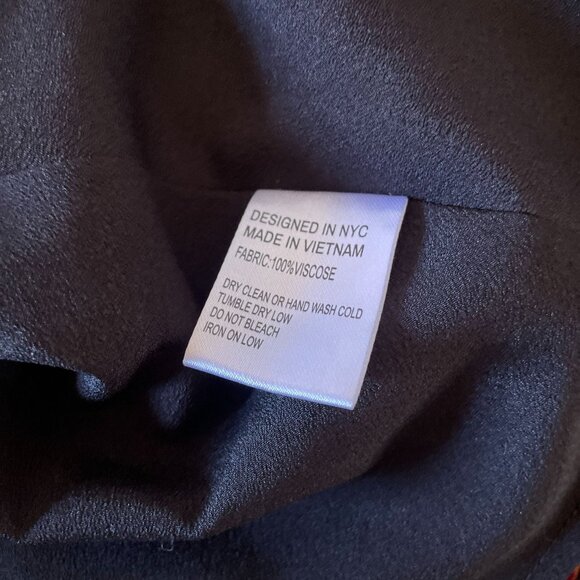 DESIGNED IN NYC
MADE IN VIETNAM
FABRIC:100%VISCOSE
DRY CLEAN OR HAND WASH COLD
TUMBLE DRY LOW
DO NOT BLEACH
IRON ON LOW